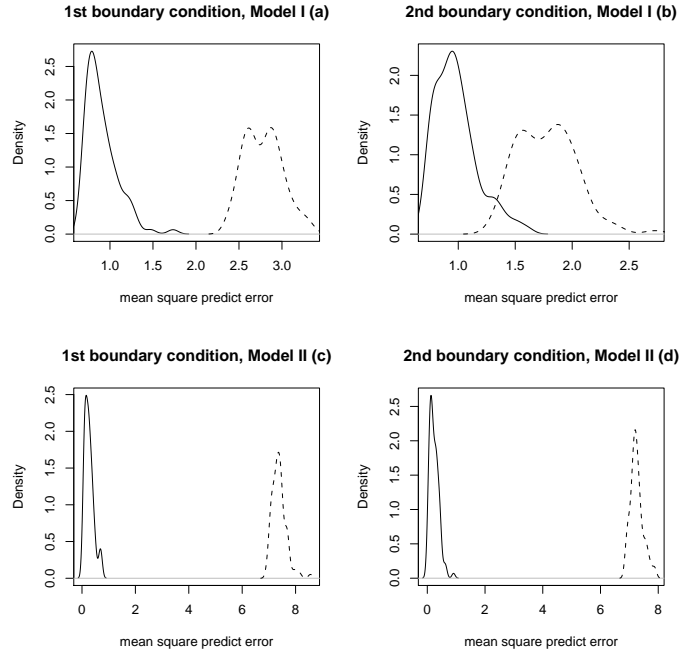 1st boundary condition, Model I (a)
Density
0.0 0.5 1.0 1.5 2.0 2.5
1.0 1.5 2.0 2.5 3.0
mean square predict error
2nd boundary condition, Model I (b)
Density
0.0 0.5 1.0 1.5 2.0
1.0 1.5 2.0 2.5
mean square predict error
1st boundary condition, Model II (c)
Density
0.0 0.5 1.0 1.5 2.0 2.5
0 2 4 6 8
mean square predict error
2nd boundary condition, Model II (d)
Density
0.0 0.5 1.0 1.5 2.0 2.5
0 2 4 6 8
mean square predict error